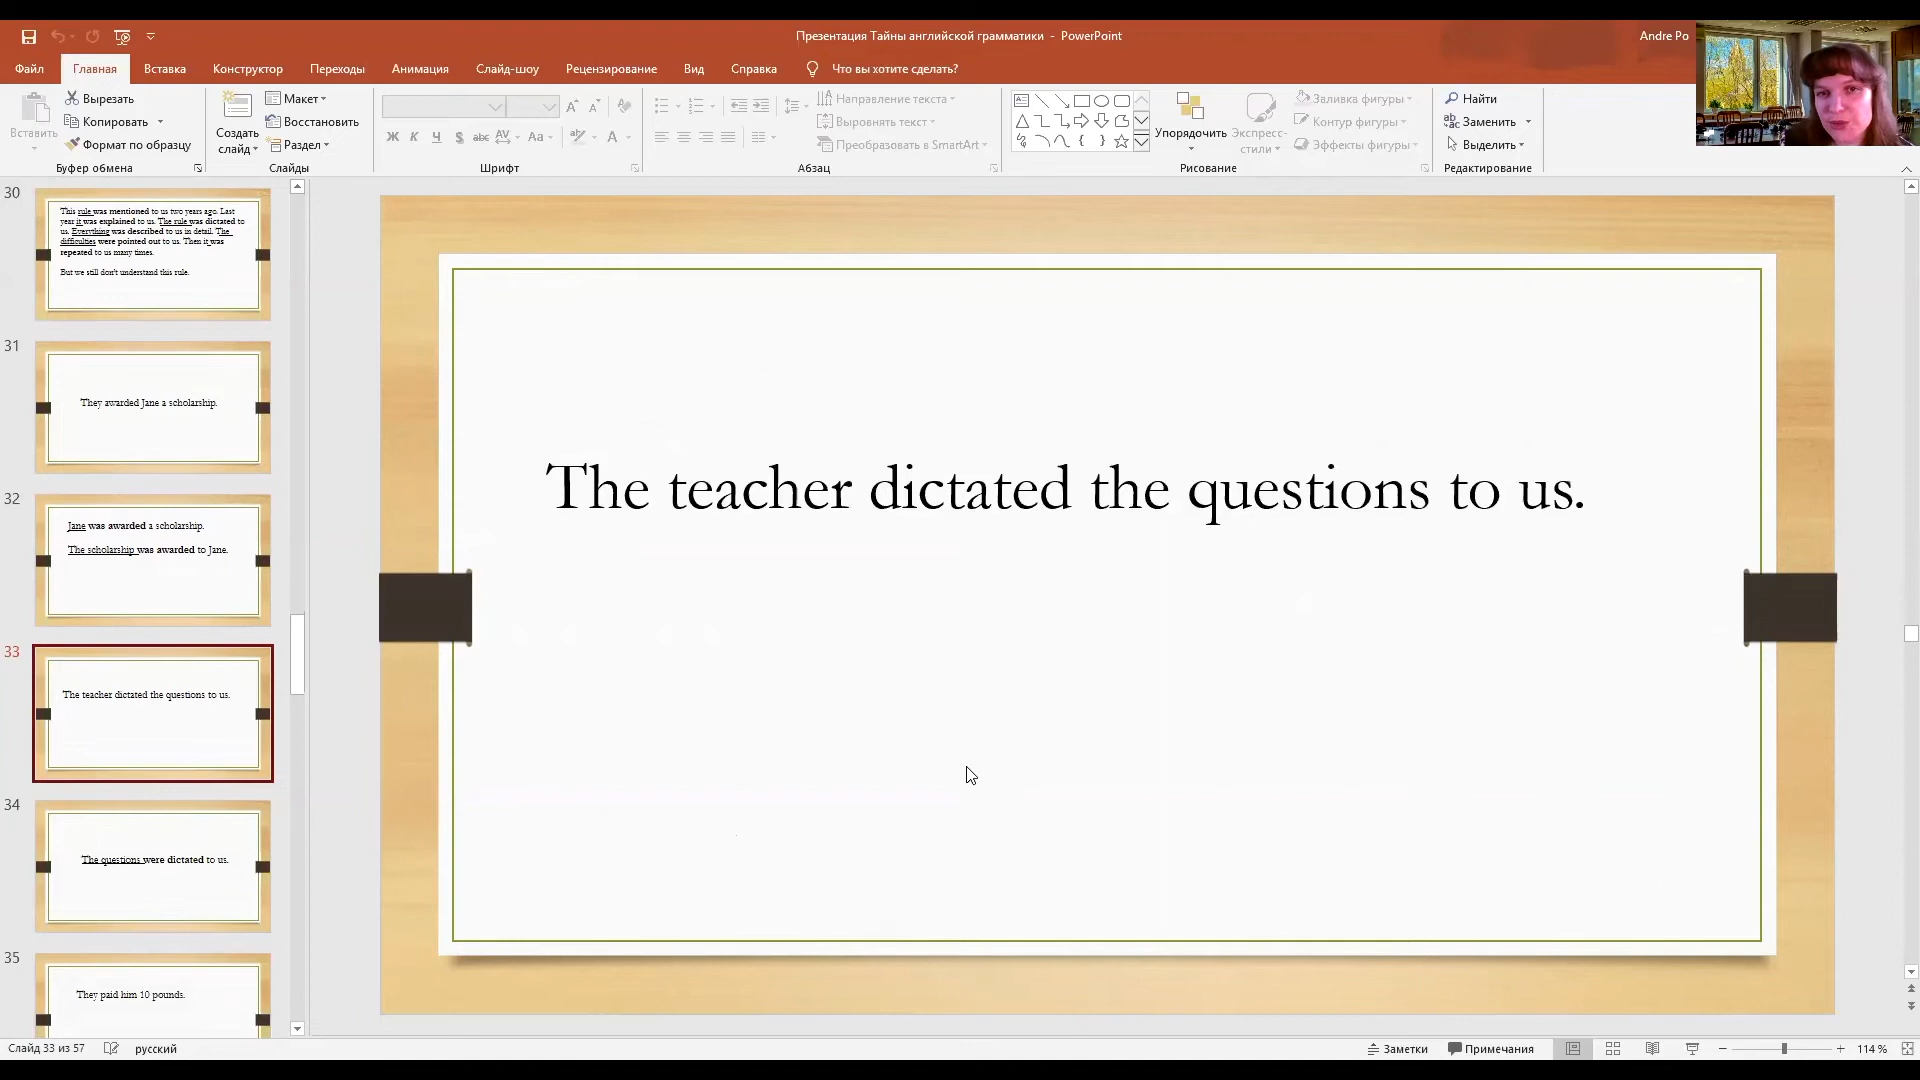 Презентация Тайны английской грамматики - PowerPoint
Andre Po
Файл
Главная
Вставка
Конструктор
Переходы
Анимация
Слайд-шоу
Рецензирование
Вид
Справка
Что вы хотите сделать?
Вставить
Вырезать
Копировать
Формат по образцу
Буфер обмена
Создать
слайд
Макет
Восстановить
Раздел
Слайды
Ж К Ч S abc AV Aa A
Шрифт
Направление текста
Выровнять текст
Преобразовать в SmartArt
Абзац
Упорядочить
Экспресс-
стили
Заливка фигуры
Контур фигуры
Эффекты фигуры
Рисование
Найти
Заменить
Выделить
Редактирование
30
This rule was mentioned to us two years ago. Last
year it was explained to us. The rule was dictated to
us. Everything was described to us in detail. The
difficulties were pointed out to us. Then it was
repeated to us many times.
But we still don't understand this rule.
31
They awarded Jane a scholarship.
32
Jane was awarded a scholarship.
The scholarship was awarded to Jane.
33
The teacher dictated the questions to us.
34
The questions were dictated to us.
35
They paid him 10 pounds.
The teacher dictated the questions to us.
Слайд 33 из 57
русский
Заметки
Примечания
114 %